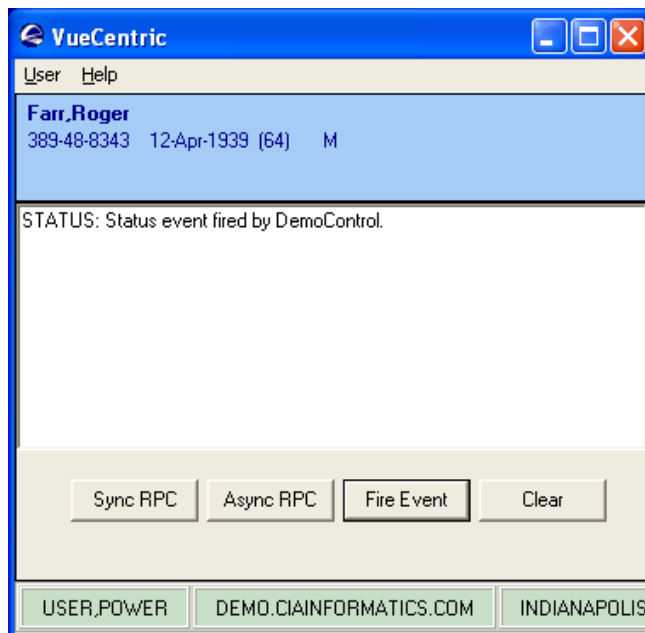 VueCentric
User Help
Farr,Roger
389-48-8343 12-Apr-1939 (64) M
STATUS: Status event fired by DemoControl.
Sync RPC Async RPC Fire Event Clear
USER,POWER DEMO.CIAINFORMATICS.COM INDIANAPOLIS